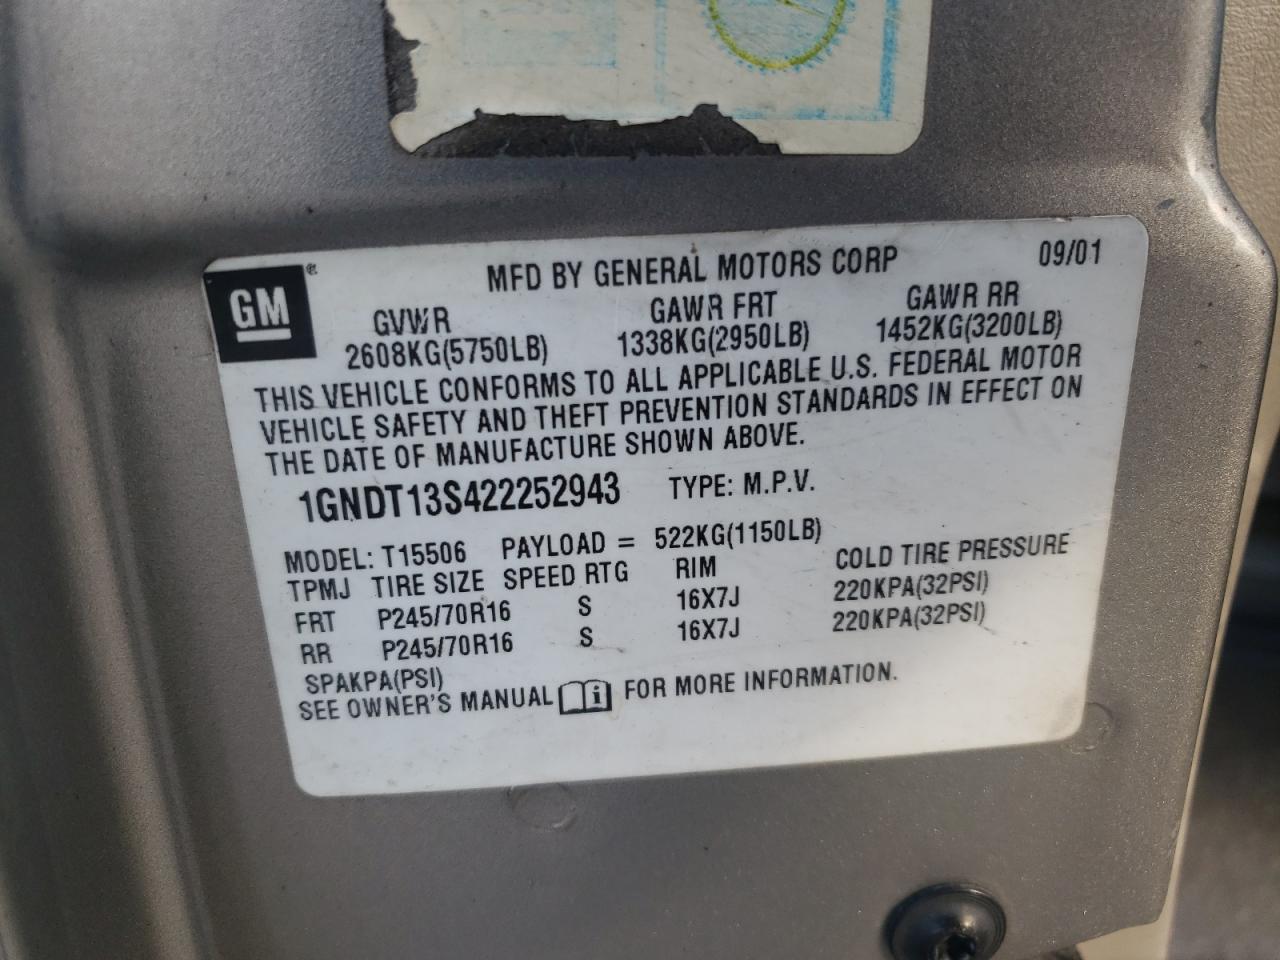 GM ®
MFD BY GENERAL MOTORS CORP 09/01
GVWR GAWR FRT GAWR RR
2608KG(5750LB) 1338KG(2950LB) 1452KG(3200LB)
THIS VEHICLE CONFORMS TO ALL APPLICABLE U.S. FEDERAL MOTOR
VEHICLE SAFETY AND THEFT PREVENTION STANDARDS IN EFFECT ON
THE DATE OF MANUFACTURE SHOWN ABOVE.
1GNDT13S422252943 TYPE: M.P.V.
MODEL: T15506 PAYLOAD = 522KG(1150LB)
TPMJ TIRE SIZE SPEED RTG RIM COLD TIRE PRESSURE
FRT P245/70R16 S 16X7J 220KPA(32PSI)
RR P245/70R16 S 16X7J 220KPA(32PSI)
SPAKPA(PSI)
SEE OWNER'S MANUAL i FOR MORE INFORMATION.